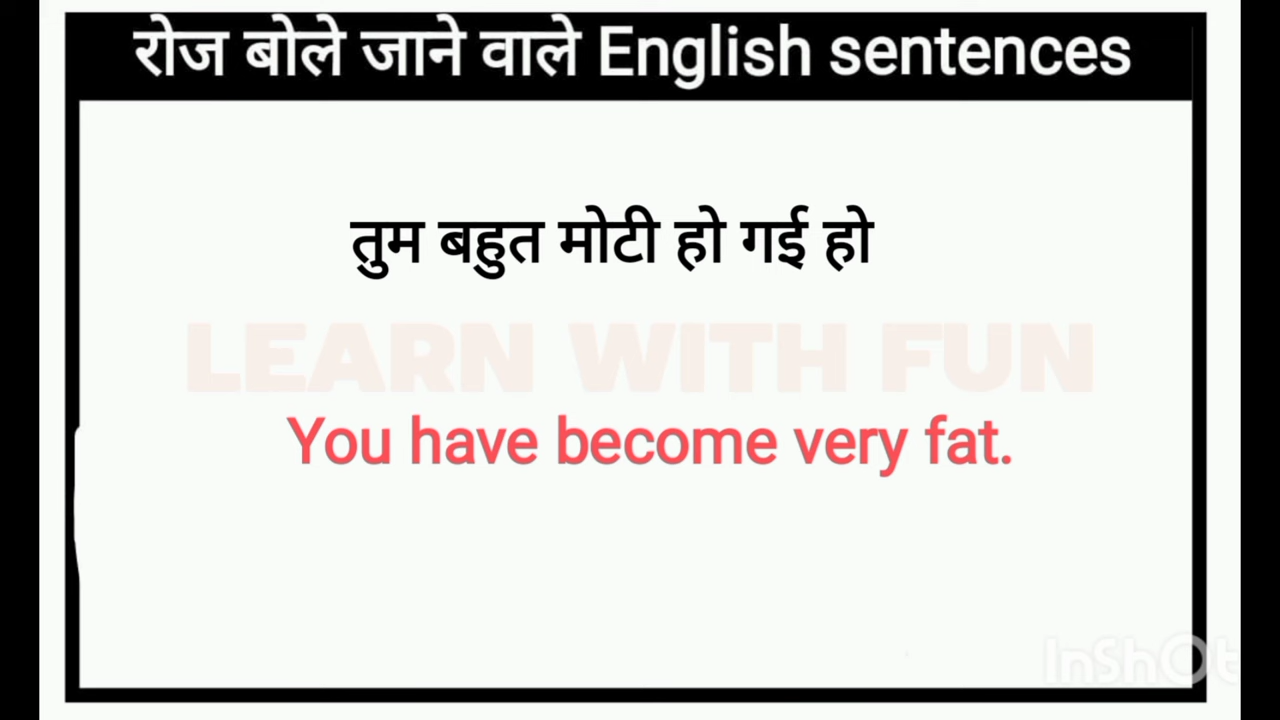 रोज बोले जाने वाले English sentences
तुम बहुत मोटी हो गई हो
LEARN WITH FUN
You have become very fat.
InShOt